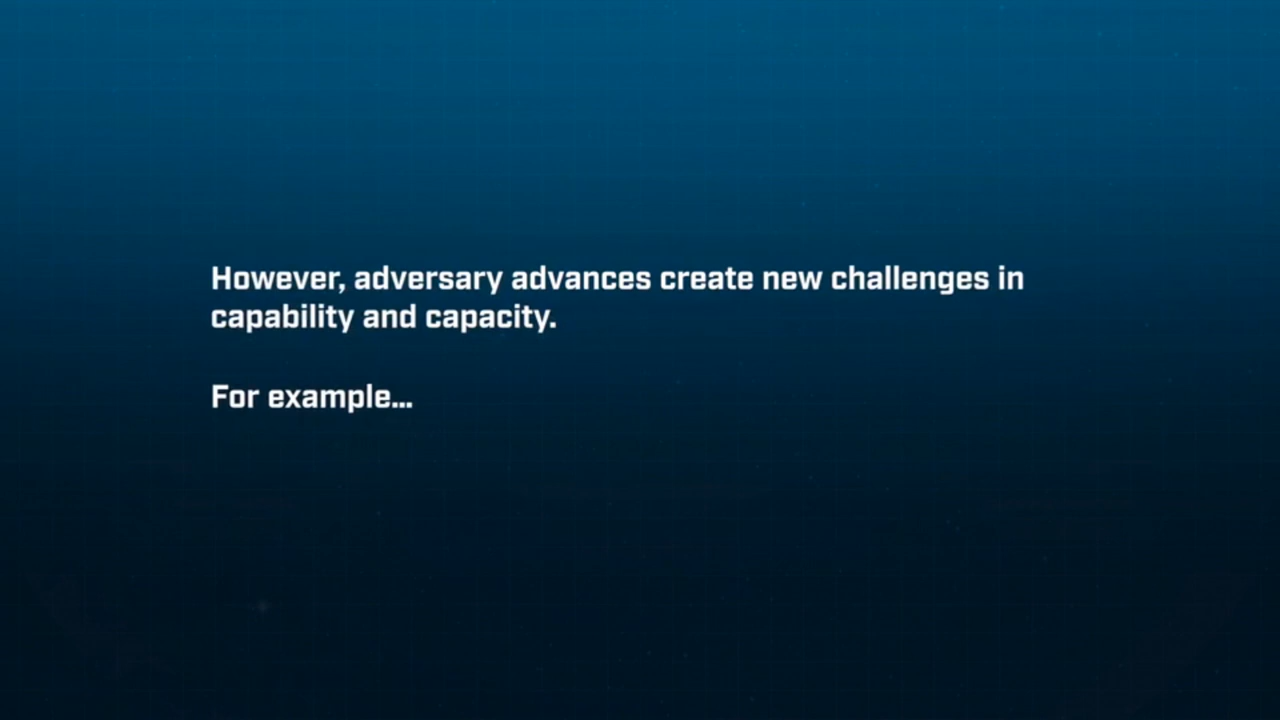 However, adversary advances create new challenges in
capability and capacity.
For example...